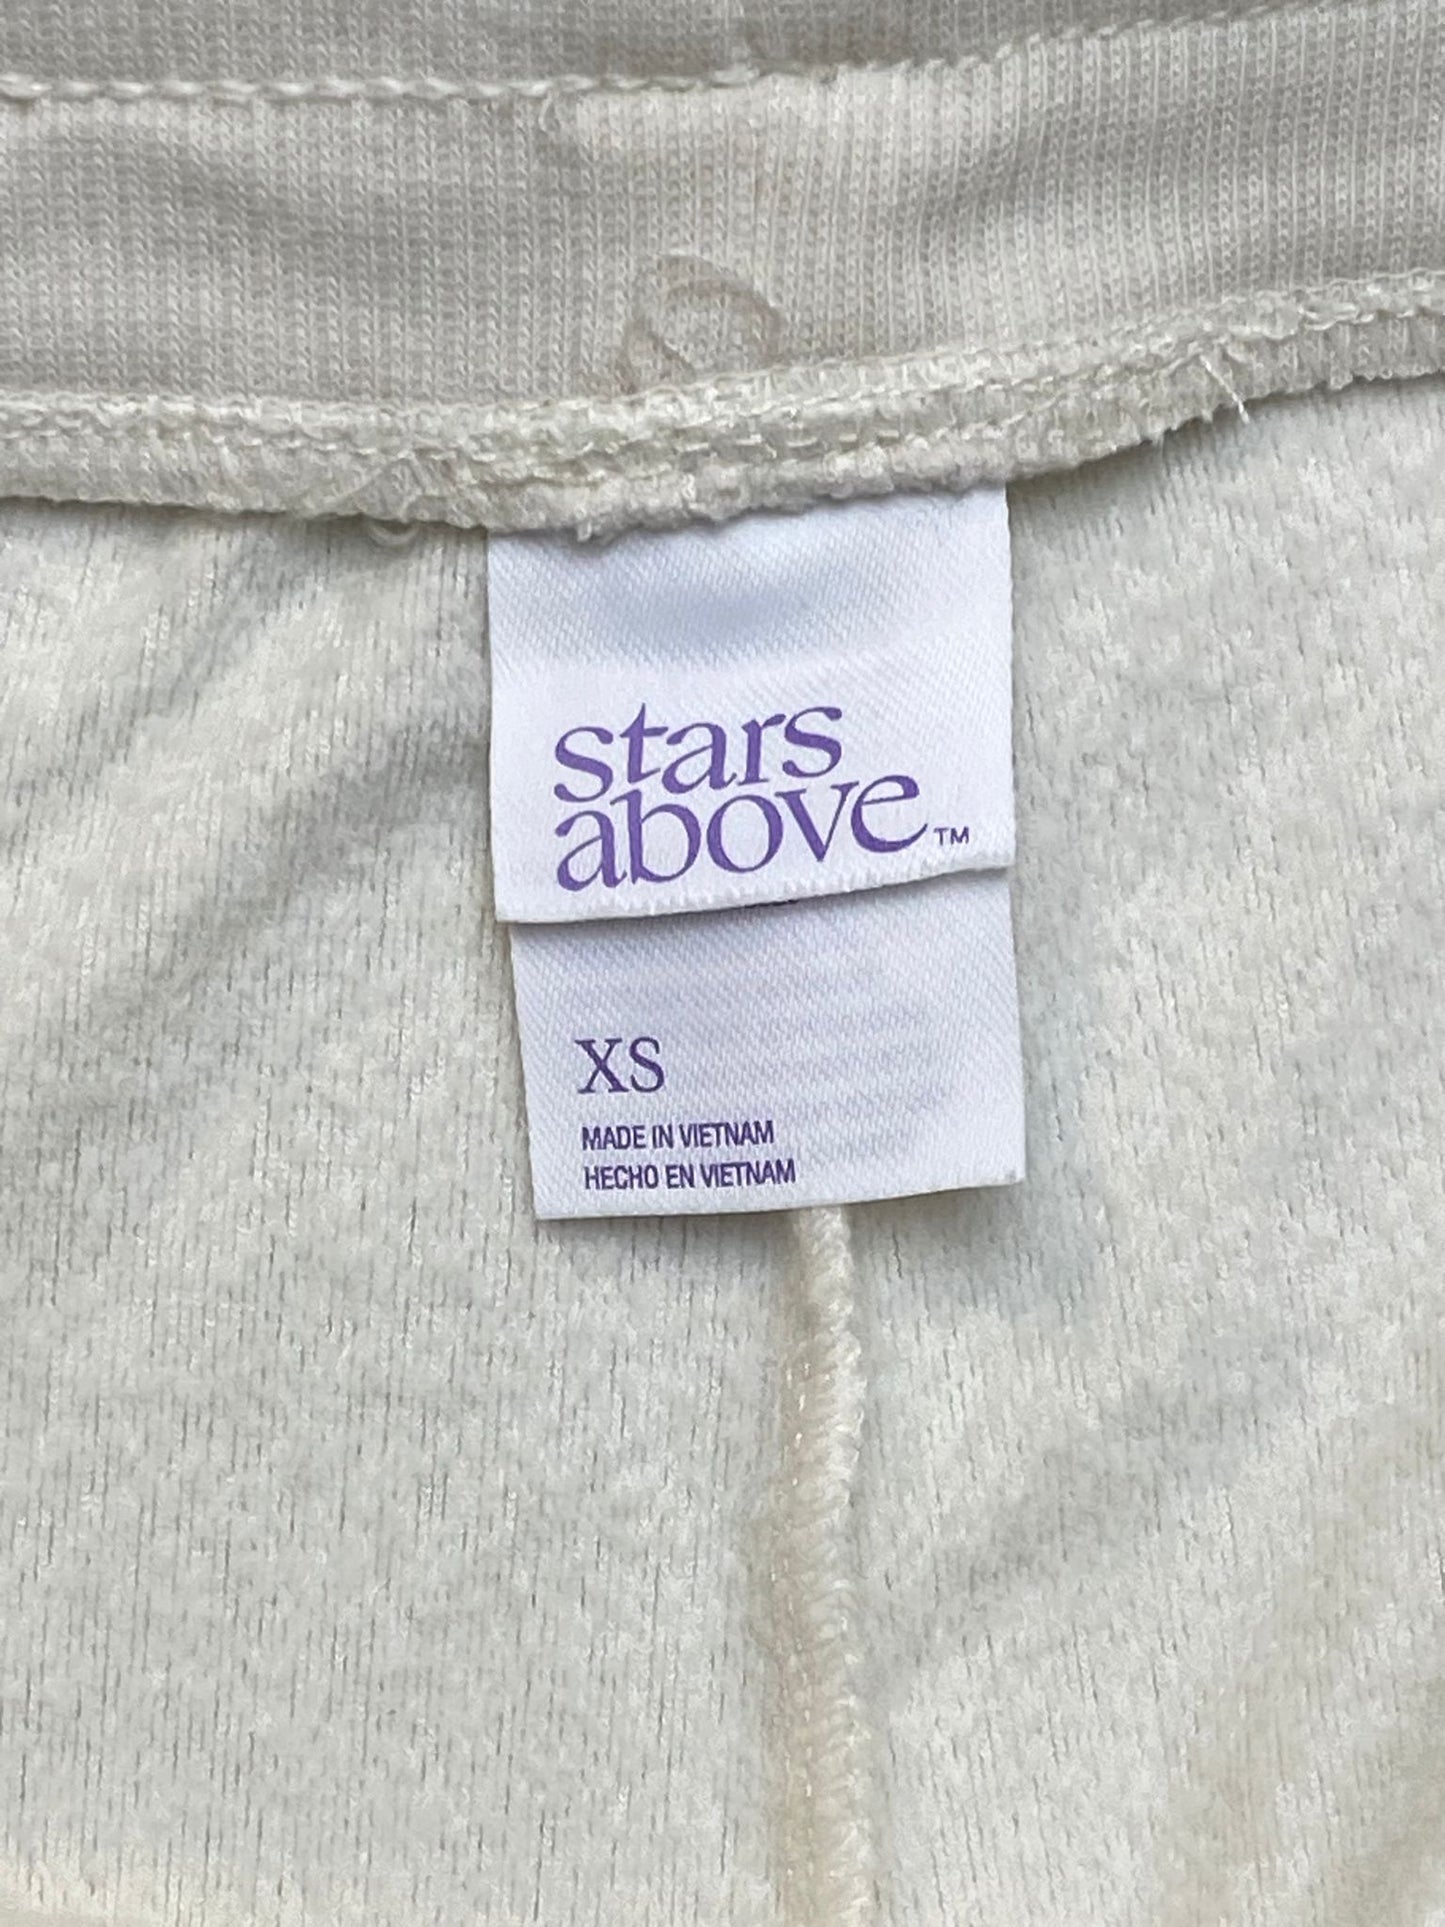 stars
above™
XS
MADE IN VIETNAM
HECHO EN VIETNAM